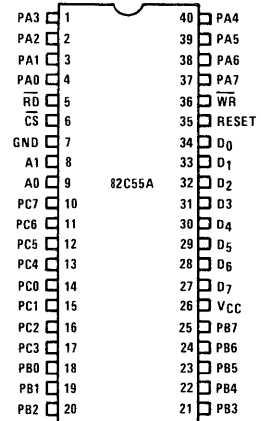 PA3 1 40 PA4
PA2 2 39 PA5
PA1 3 38 PA6
PA0 4 37 PA7
R̅D̅ 5 36 W̅R̅
C̅S̅ 6 35 RESET
GND 7 34 D0
A1 8 33 D1
A0 9 82C55A 32 D2
PC7 10 31 D3
PC6 11 30 D4
PC5 12 29 D5
PC4 13 28 D6
PC0 14 27 D7
PC1 15 26 VCC
PC2 16 25 PB7
PC3 17 24 PB6
PB0 18 23 PB5
PB1 19 22 PB4
PB2 20 21 PB3